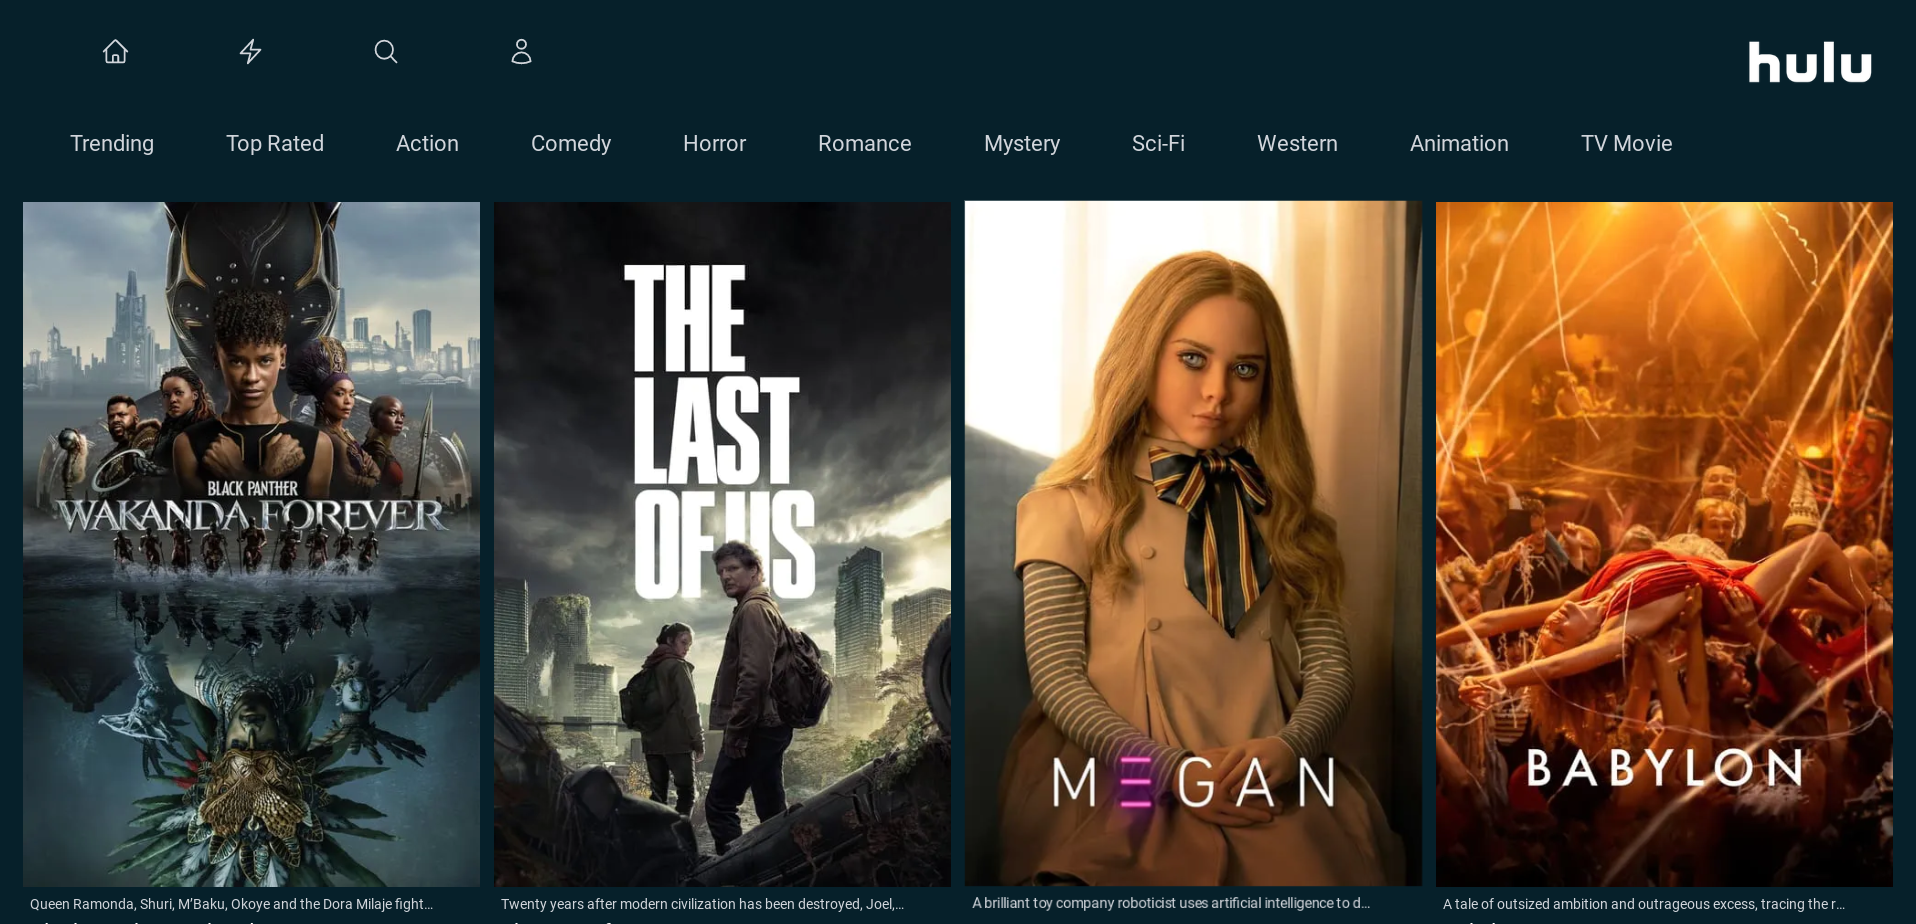 hulu
Trending Top Rated Action Comedy Horror Romance Mystery Sci-Fi Western Animation TV Movie
BLACK PANTHER
WAKANDA FOREVER
THE
LAST
OF US
MEGAN
BABYLON
Queen Ramonda, Shuri, M’Baku, Okoye and the Dora Milaje fight…
Twenty years after modern civilization has been destroyed, Joel,…
A brilliant toy company roboticist uses artificial intelligence to d…
A tale of outsized ambition and outrageous excess, tracing the r…